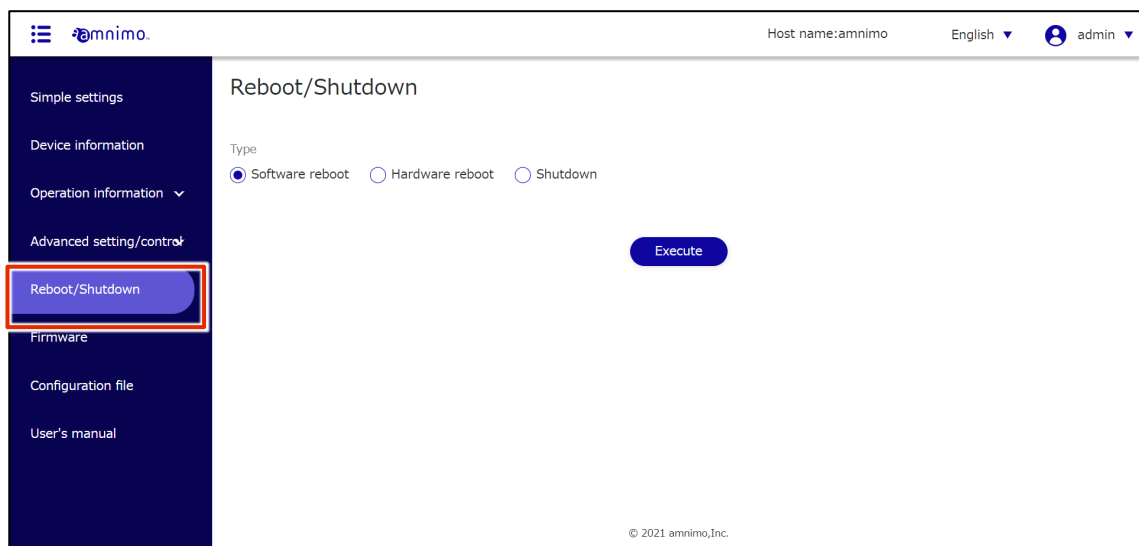 amnimo
Host name:amnimo
English
admin
Simple settings
Device information
Operation information
Advanced setting/control
Reboot/Shutdown
Firmware
Configuration file
User's manual
Reboot/Shutdown
Type
Software reboot Hardware reboot Shutdown
Execute
© 2021 amnimo,Inc.